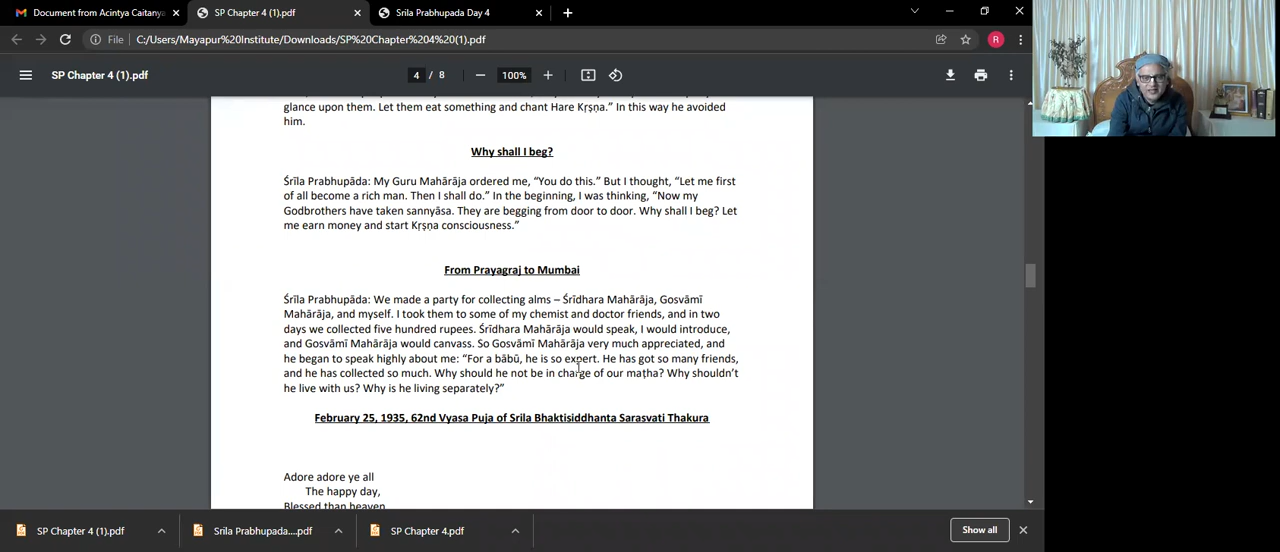 Document from Acintya Caitanya
SP Chapter 4 (1).pdf
Srila Prabhupada Day 4
File
C:/Users/Mayapur%20Institute/Downloads/SP%20Chapter%204%20(1).pdf
R
SP Chapter 4 (1).pdf
4 / 8
100%
glance upon them. Let them eat something and chant Hare Kṛṣṇa.” In this way he avoided
him.
Why shall I beg?
Śrīla Prabhupāda: My Guru Mahārāja ordered me, “You do this.” But I thought, “Let me first
of all become a rich man. Then I shall do.” In the beginning, I was thinking, “Now my
Godbrothers have taken sannyāsa. They are begging from door to door. Why shall I beg? Let
me earn money and start Kṛṣṇa consciousness.”
From Prayagraj to Mumbai
Śrīla Prabhupāda: We made a party for collecting alms – Śrīdhara Mahārāja, Gosvāmī
Mahārāja, and myself. I took them to some of my chemist and doctor friends, and in two
days we collected five hundred rupees. Śrīdhara Mahārāja would speak, I would introduce,
and Gosvāmī Mahārāja would canvass. So Gosvāmī Mahārāja very much appreciated, and
he began to speak highly about me: “For a bābū, he is so expert. He has got so many friends,
and he has collected so much. Why should he not be in charge of our maṭha? Why shouldn’t
he live with us? Why is he living separately?”
February 25, 1935, 62nd Vyasa Puja of Srila Bhaktisiddhanta Sarasvati Thakura
Adore adore ye all
The happy day,
Blessed than heaven,
SP Chapter 4 (1).pdf
Srila Prabhupada....pdf
SP Chapter 4.pdf
Show all